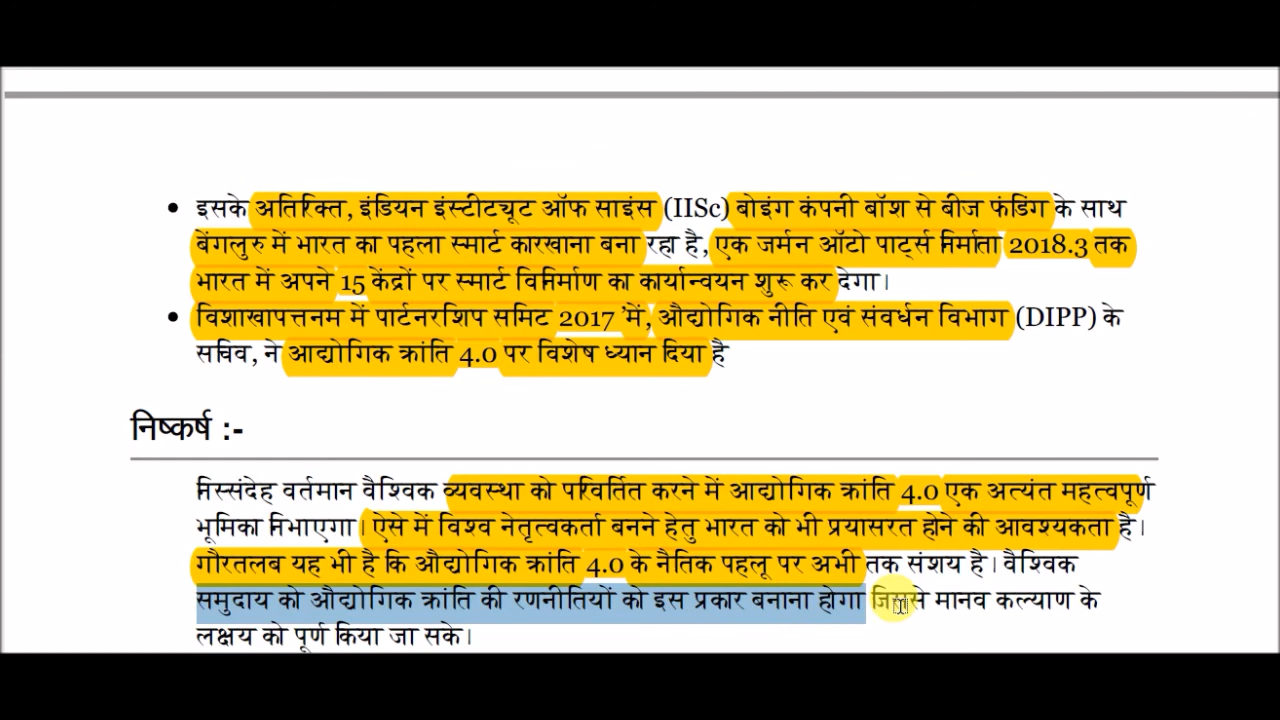 इसके अतिरिक्त, इंडियन इंस्टीटच्यूट ऑफ साइंस (IISc) बोइंग कंपनी बॉश से बीज फंडिंग के साथ
बेंगलुरु में भारत का पहला स्मार्ट कारखाना बना रहा है, एक जर्मन ऑटो पार्ट्स निर्माता 2018.3 तक
भारत में अपने 15 केंद्रों पर स्मार्ट विनिर्माण का कार्यान्वयन शुरू कर देगा।
विशाखापत्तनम में पार्टनरशिप समिट 2017 'में, औद्योगिक नीति एवं संवर्धन विभाग (DIPP) के
सचिव, ने आद्योगिक क्रांति 4.0 पर विशेष ध्यान दिया है
निष्कर्ष :-
निस्संदेह वर्तमान वैश्विक व्यवस्था को परिवर्तित करने में आद्योगिक क्रांति 4.0 एक अत्यंत महत्वपूर्ण
भूमिका निभाएगा। ऐसे में विश्व नेतृत्वकर्ता बनने हेतु भारत को भी प्रयासरत होने की आवश्यकता है।
गौरतलब यह भी है कि औद्योगिक क्रांति 4.0 के नैतिक पहलू पर अभी तक संशय है। वैश्विक
समुदाय को औद्योगिक क्रांति की रणनीतियों को इस प्रकार बनाना होगा जिससे मानव कल्याण के
लक्षय को पूर्ण किया जा सके।